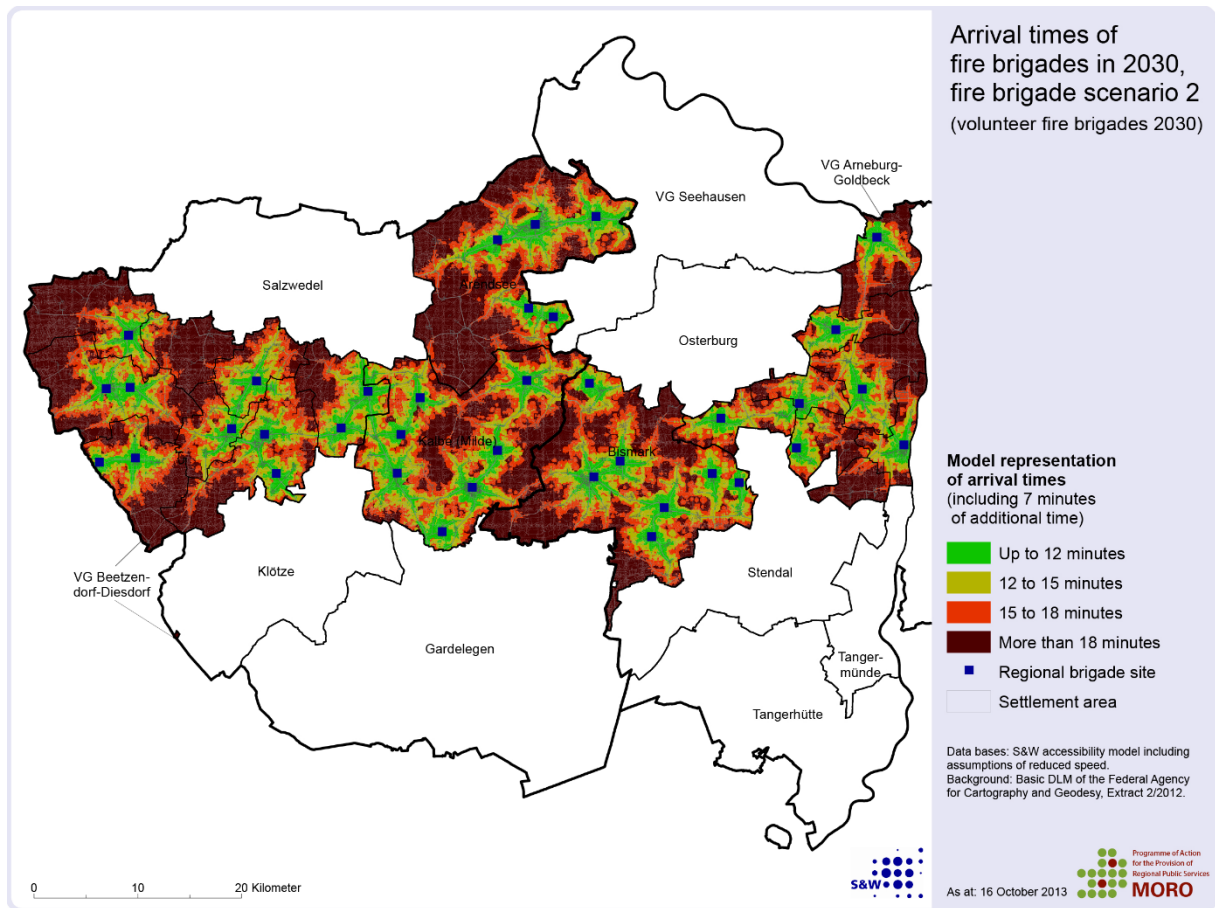 Arrival times of
fire brigades in 2030,
fire brigade scenario 2
(volunteer fire brigades 2030)
VG Arneburg-
Goldbeck
VG Seehausen
Salzwedel
Arendsee
Osterburg
Kalbe (Milde)
Bismark
VG Beetzen-
dorf-Diesdorf
Klötze
Stendal
Gardelegen
Tanger-
münde
Tangerhütte
Model representation
of arrival times
(including 7 minutes
of additional time)
Up to 12 minutes
12 to 15 minutes
15 to 18 minutes
More than 18 minutes
Regional brigade site
Settlement area
Data bases: S&W accessibility model including
assumptions of reduced speed.
Background: Basic DLM of the Federal Agency
for Cartography and Geodesy, Extract 2/2012.
0 10 20 Kilometer
S&W
As at: 16 October 2013
Programme of Action
for the Provision of
Regional Public Services
MORO